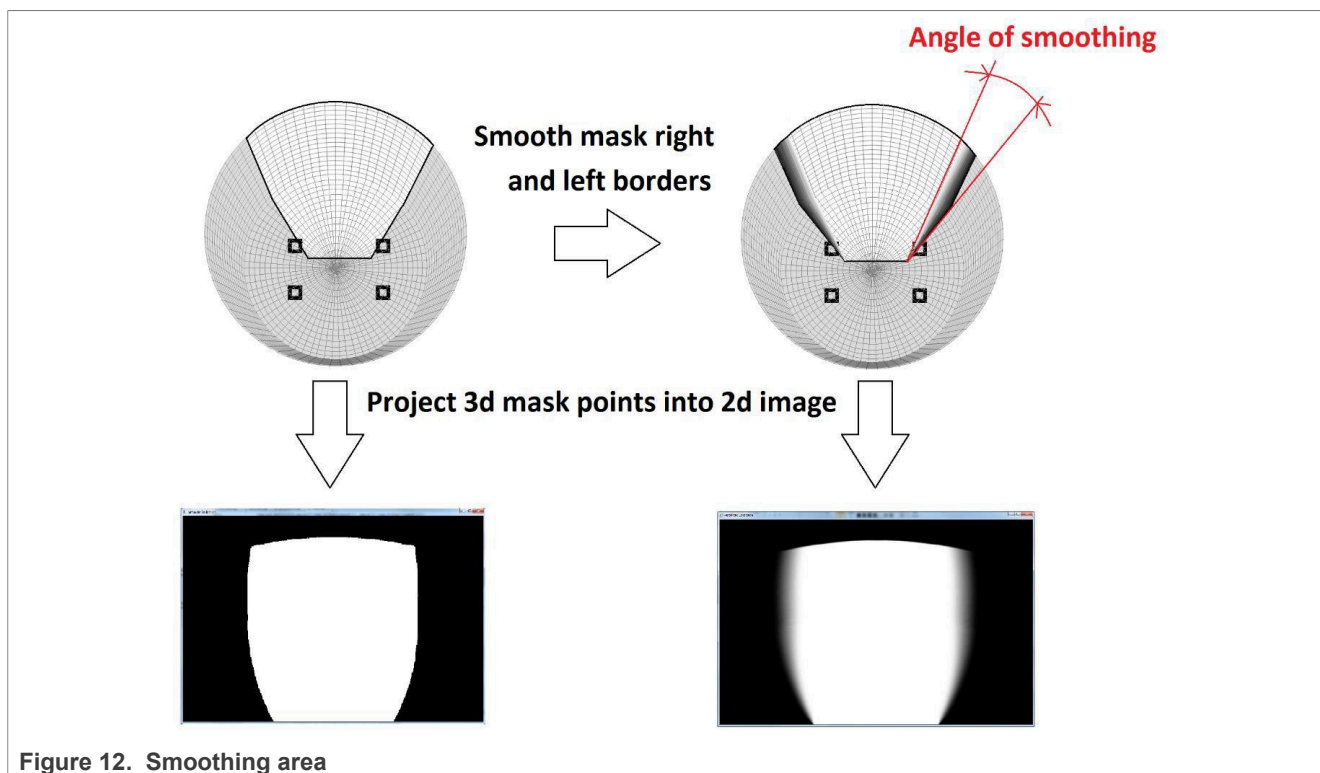 Angle of smoothing
Smooth mask right
and left borders
Project 3d mask points into 2d image
Figure 12. Smoothing area